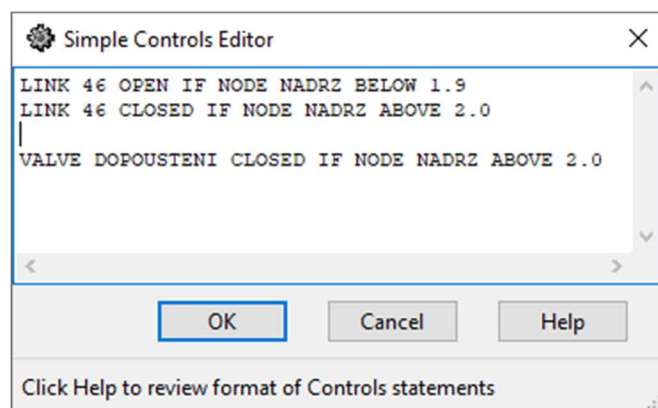 Simple Controls Editor
LINK 46 OPEN IF NODE NADRZ BELOW 1.9
LINK 46 CLOSED IF NODE NADRZ ABOVE 2.0
VALVE DOPOUSTENI CLOSED IF NODE NADRZ ABOVE 2.0
OK Cancel Help
Click Help to review format of Controls statements